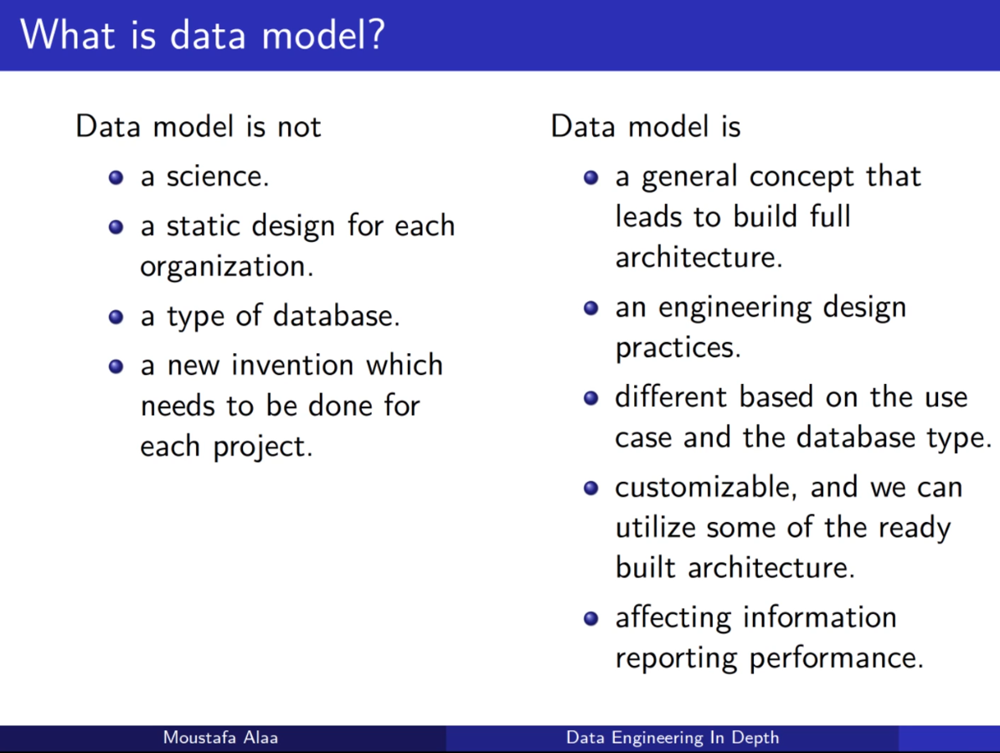 What is data model?
Data model is not
a science.
a static design for each
organization.
a type of database.
a new invention which
needs to be done for
each project.
Data model is
a general concept that
leads to build full
architecture.
an engineering design
practices.
different based on the use
case and the database type.
customizable, and we can
utilize some of the ready
built architecture.
affecting information
reporting performance.
Moustafa Alaa
Data Engineering In Depth